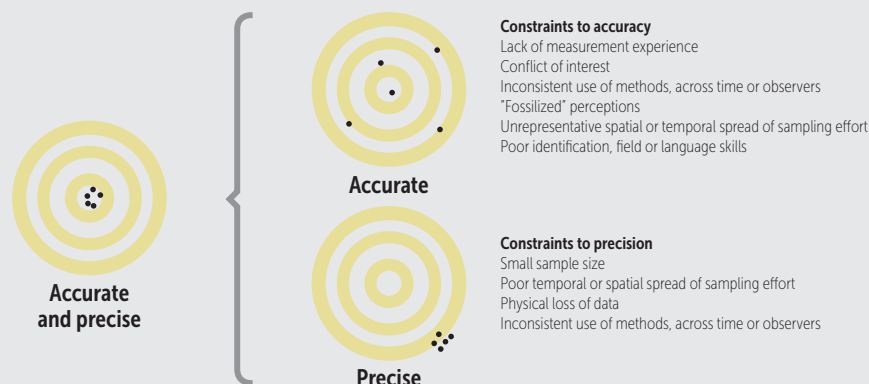 Constraints to accuracy
Lack of measurement experience
Conflict of interest
Inconsistent use of methods, across time or observers
"Fossilized" perceptions
Unrepresentative spatial or temporal spread of sampling effort
Poor identification, field or language skills
Accurate
Accurate
and precise
Constraints to precision
Small sample size
Poor temporal or spatial spread of sampling effort
Physical loss of data
Inconsistent use of methods, across time or observers
Precise